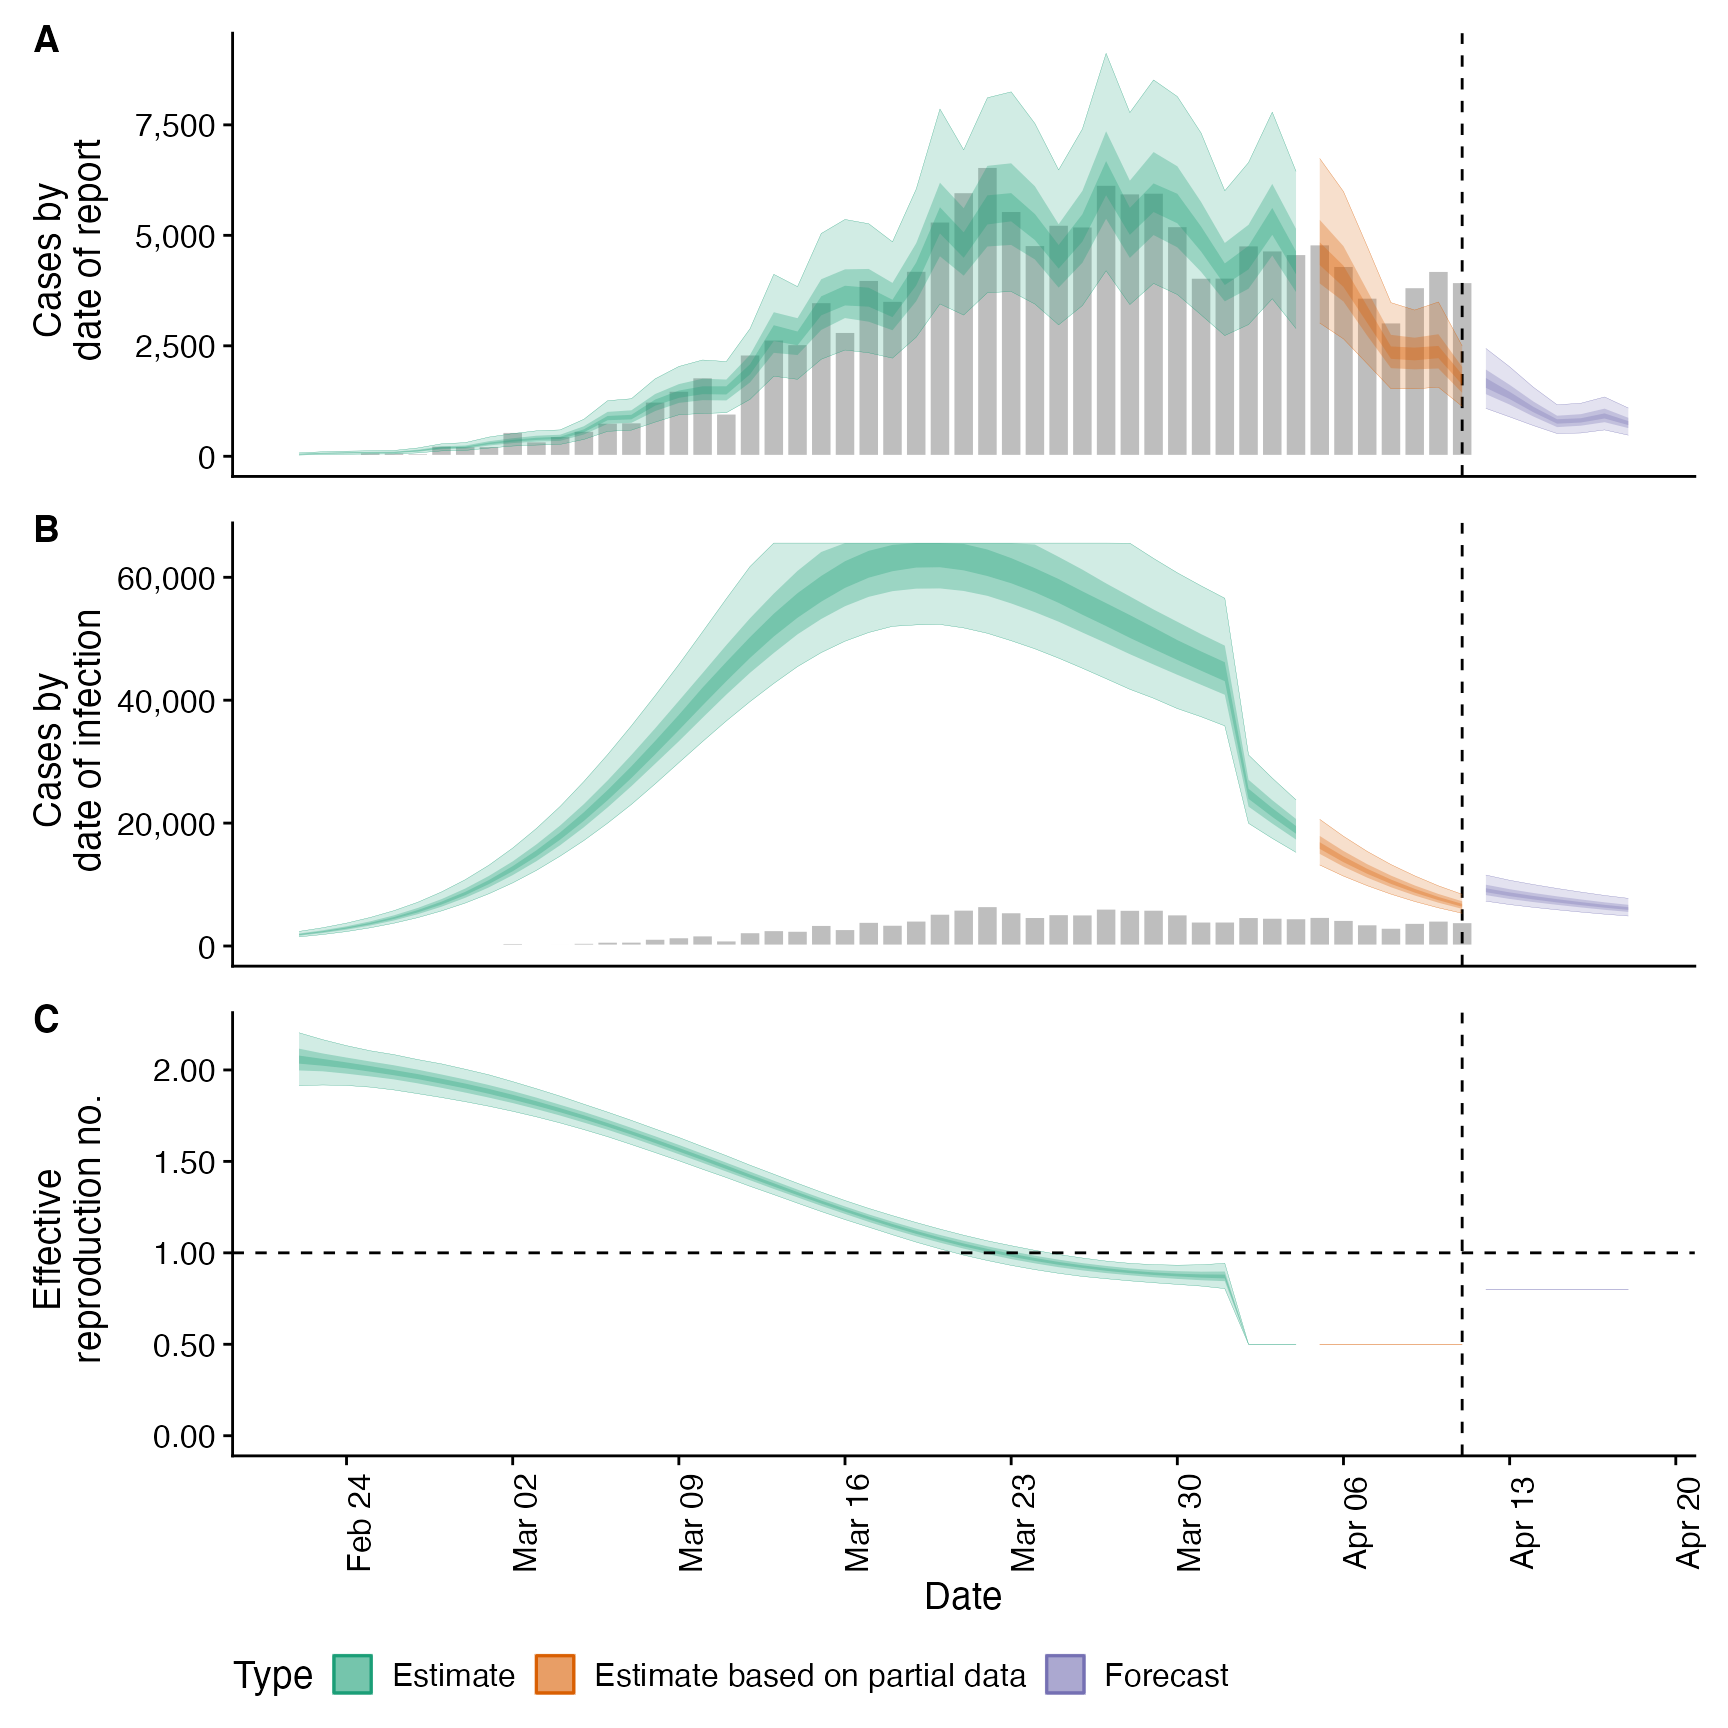 A
Cases by
date of report
7,500
5,000
2,500
0
B
Cases by
date of infection
60,000
40,000
20,000
0
C
Effective
reproduction no.
2.00
1.50
1.00
0.50
0.00
Feb 24
Mar 02
Mar 09
Mar 16
Mar 23
Mar 30
Apr 06
Apr 13
Apr 20
Date
Type
Estimate
Estimate based on partial data
Forecast